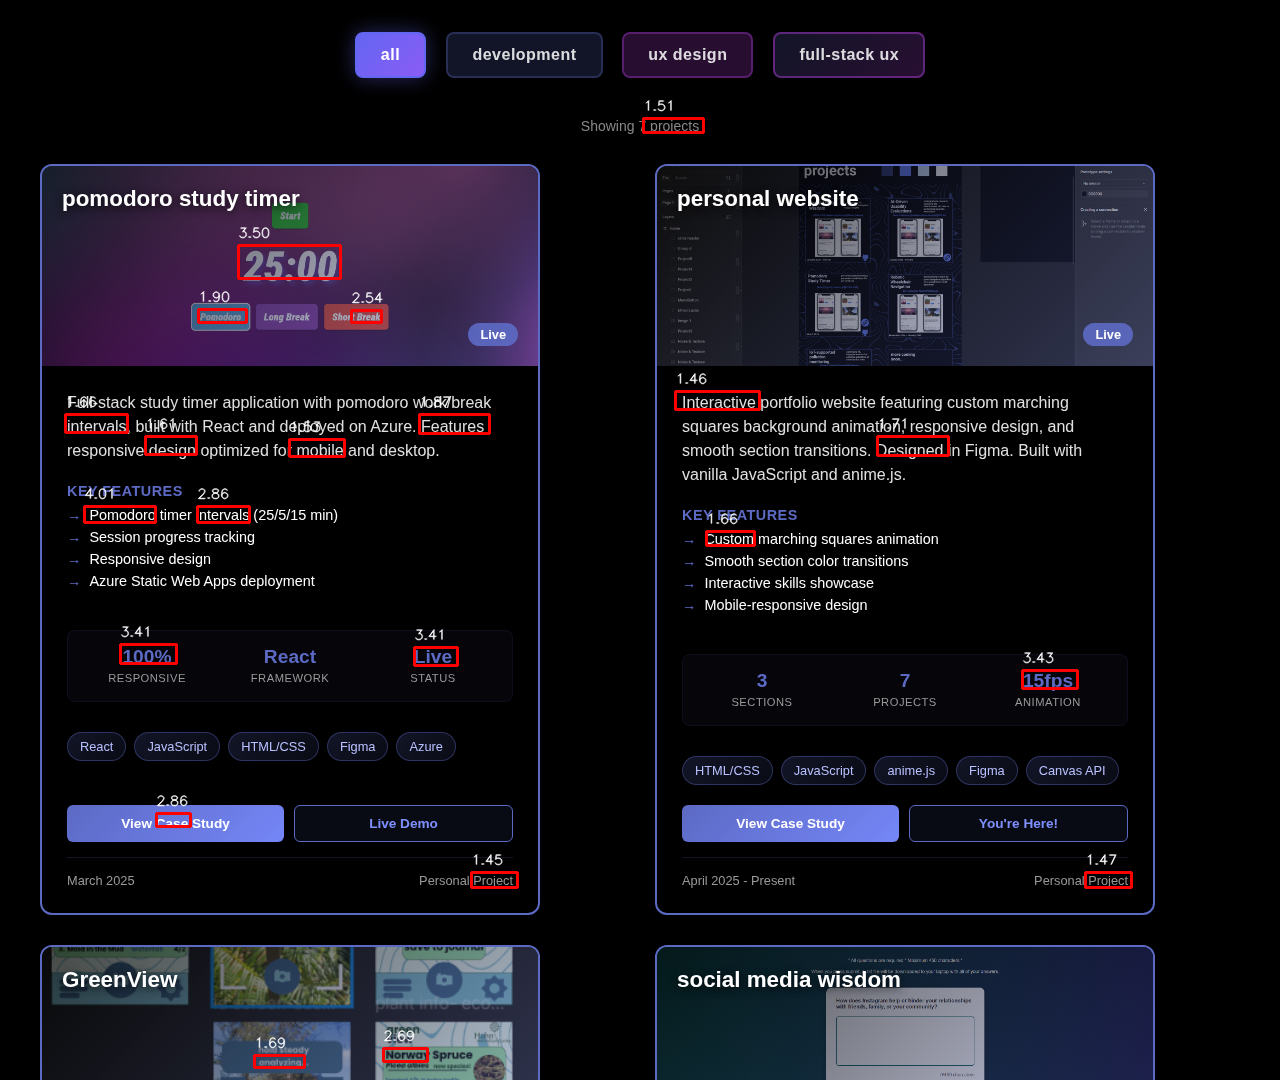 all development ux design full-stack ux
1.51
Showing 7 projects
pomodoro study timer
Start
3.50
25:00
1.90 2.54
Pomodoro Long Break Short Break
Live
1.66 1.87
Full-stack study timer application with pomodoro work/break
1.61 1.53
intervals, built with React and deployed on Azure. Features
responsive design optimized for mobile and desktop.
KEY FEATURES
4.01 2.86
→ Pomodoro timer intervals (25/5/15 min)
→ Session progress tracking
→ Responsive design
→ Azure Static Web Apps deployment
3.41 3.41
100% React Live
RESPONSIVE FRAMEWORK STATUS
React JavaScript HTML/CSS Figma Azure
2.86
View Case Study Live Demo
1.45
March 2025 Personal Project
projects
personal website
Live
1.46
Interactive portfolio website featuring custom marching
squares background animation, responsive design, and
1.71
smooth section transitions. Designed in Figma. Built with
vanilla JavaScript and anime.js.
KEY FEATURES
1.66
→ Custom marching squares animation
→ Smooth section color transitions
→ Interactive skills showcase
→ Mobile-responsive design
3.43
3 7 15fps
SECTIONS PROJECTS ANIMATION
HTML/CSS JavaScript anime.js Figma Canvas API
View Case Study You're Here!
1.47
April 2025 - Present Personal Project
save to journal
GreenView
plant info- eco...
1.69
analyzing..
green
2.69
Norway Spruce
new species!
social media wisdom
How does Instagram help or hinder: your relationships
with friends, family, or your community?